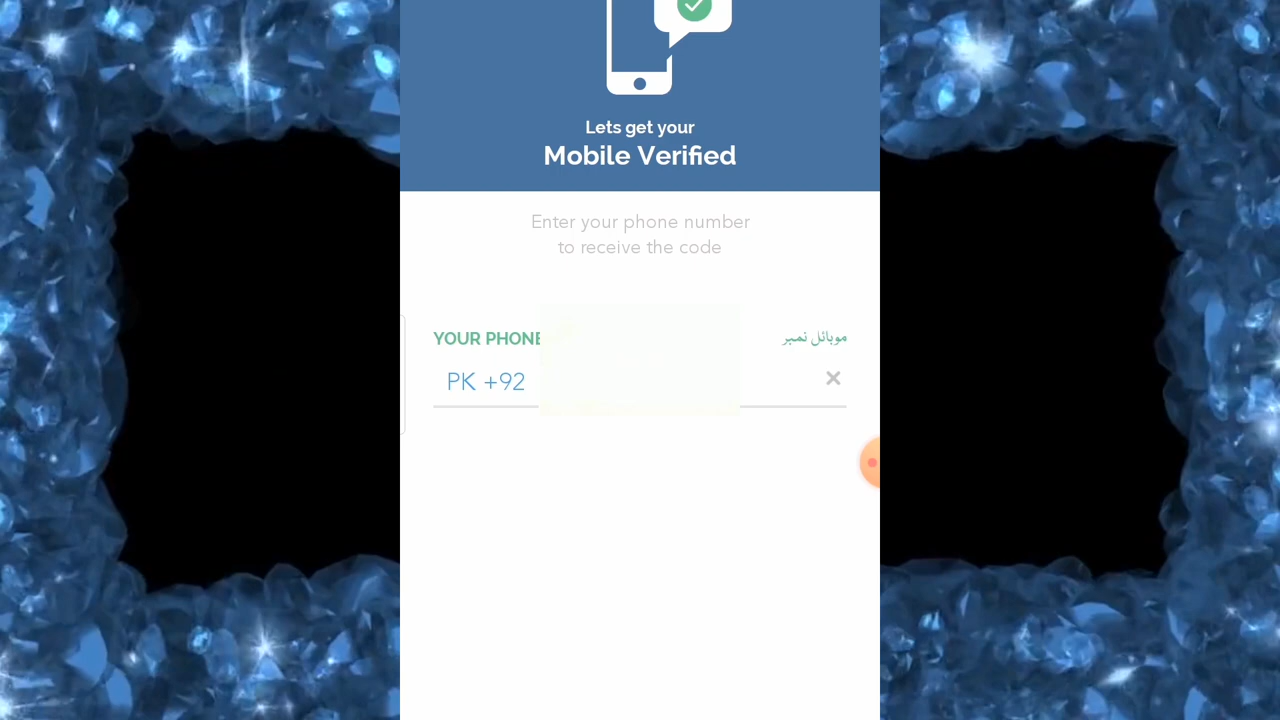 Lets get your
Mobile Verified
Enter your phone number
to receive the code
YOUR PHONE
موبائل نمبر
PK +92